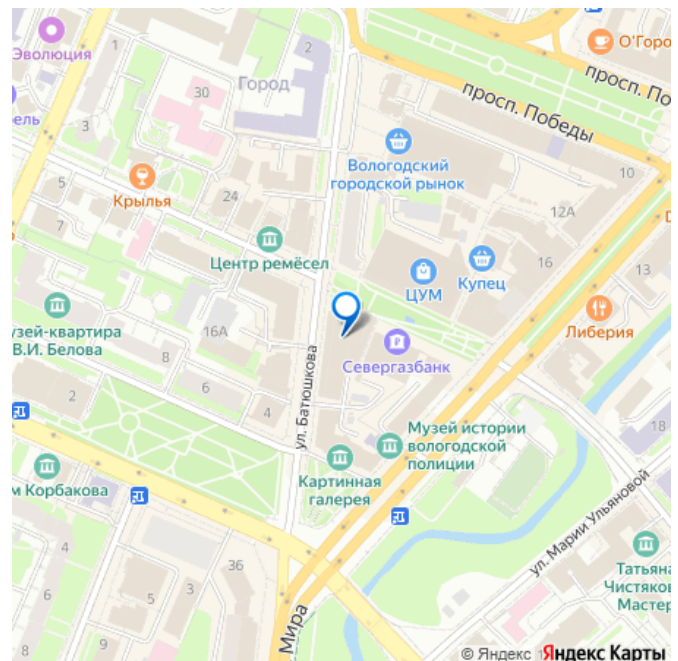 Эволюция
1
2
О'Горо
просп. По
Город
30
просп. Победы
3
Вологодский
городской рынок
10
5
Крылья
24
12А
7
Центр ремёсел
16
13
ЦУМ
Купец
Либерия
узей-квартира
В.И. Белова
16А
8
Севергазбанк
6
2
4
ул. Батюшкова
Музей истории
вологодской
полиции
18
м Корбакова
Картинная
галерея
ул. Марии Ульяновой
4
36
Татьяна
Чистяков
Мастер
6
5
3
8
9
Мира
© Яндекс
Яндекс Карты